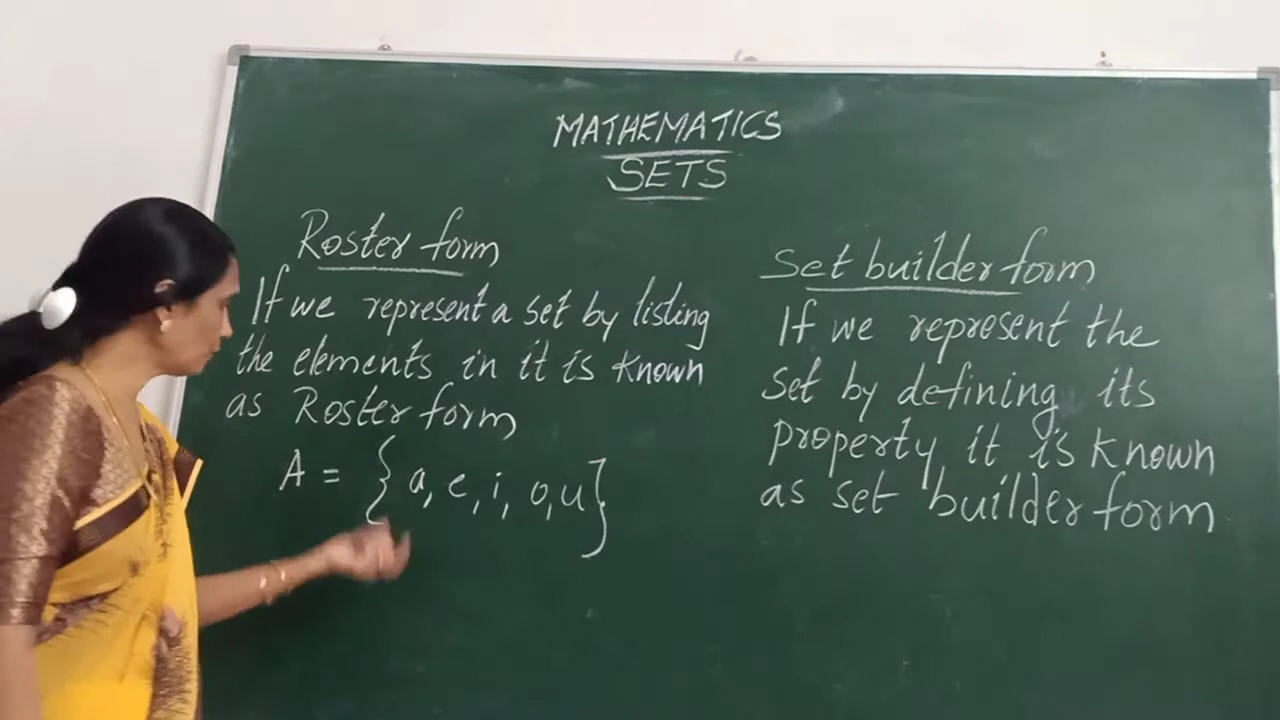 MATHEMATICS
SETS
Roster form
If we represent a set by listing
the elements in it is known
as Roster form
A = {a, e, i, o, u}
Set builder form
If we represent the
set by defining its
property, it is known
as set builder form